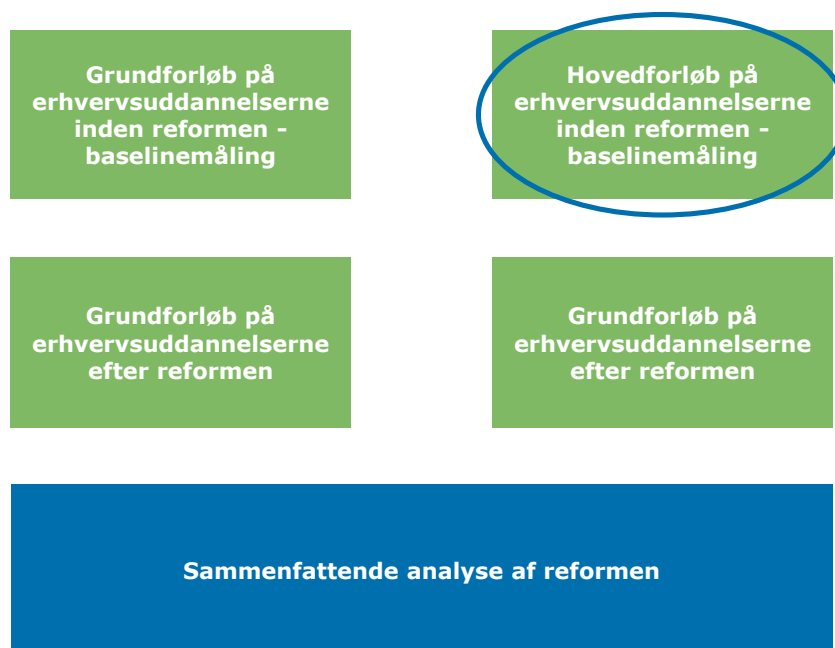 Grundforløb på
erhvervsuddannelserne
inden reformen -
baselinemåling
Hovedforløb på
erhvervsuddannelserne
inden reformen -
baselinemåling
Grundforløb på
erhvervsuddannelserne
efter reformen
Grundforløb på
erhvervsuddannelserne
efter reformen
Sammenfattende analyse af reformen